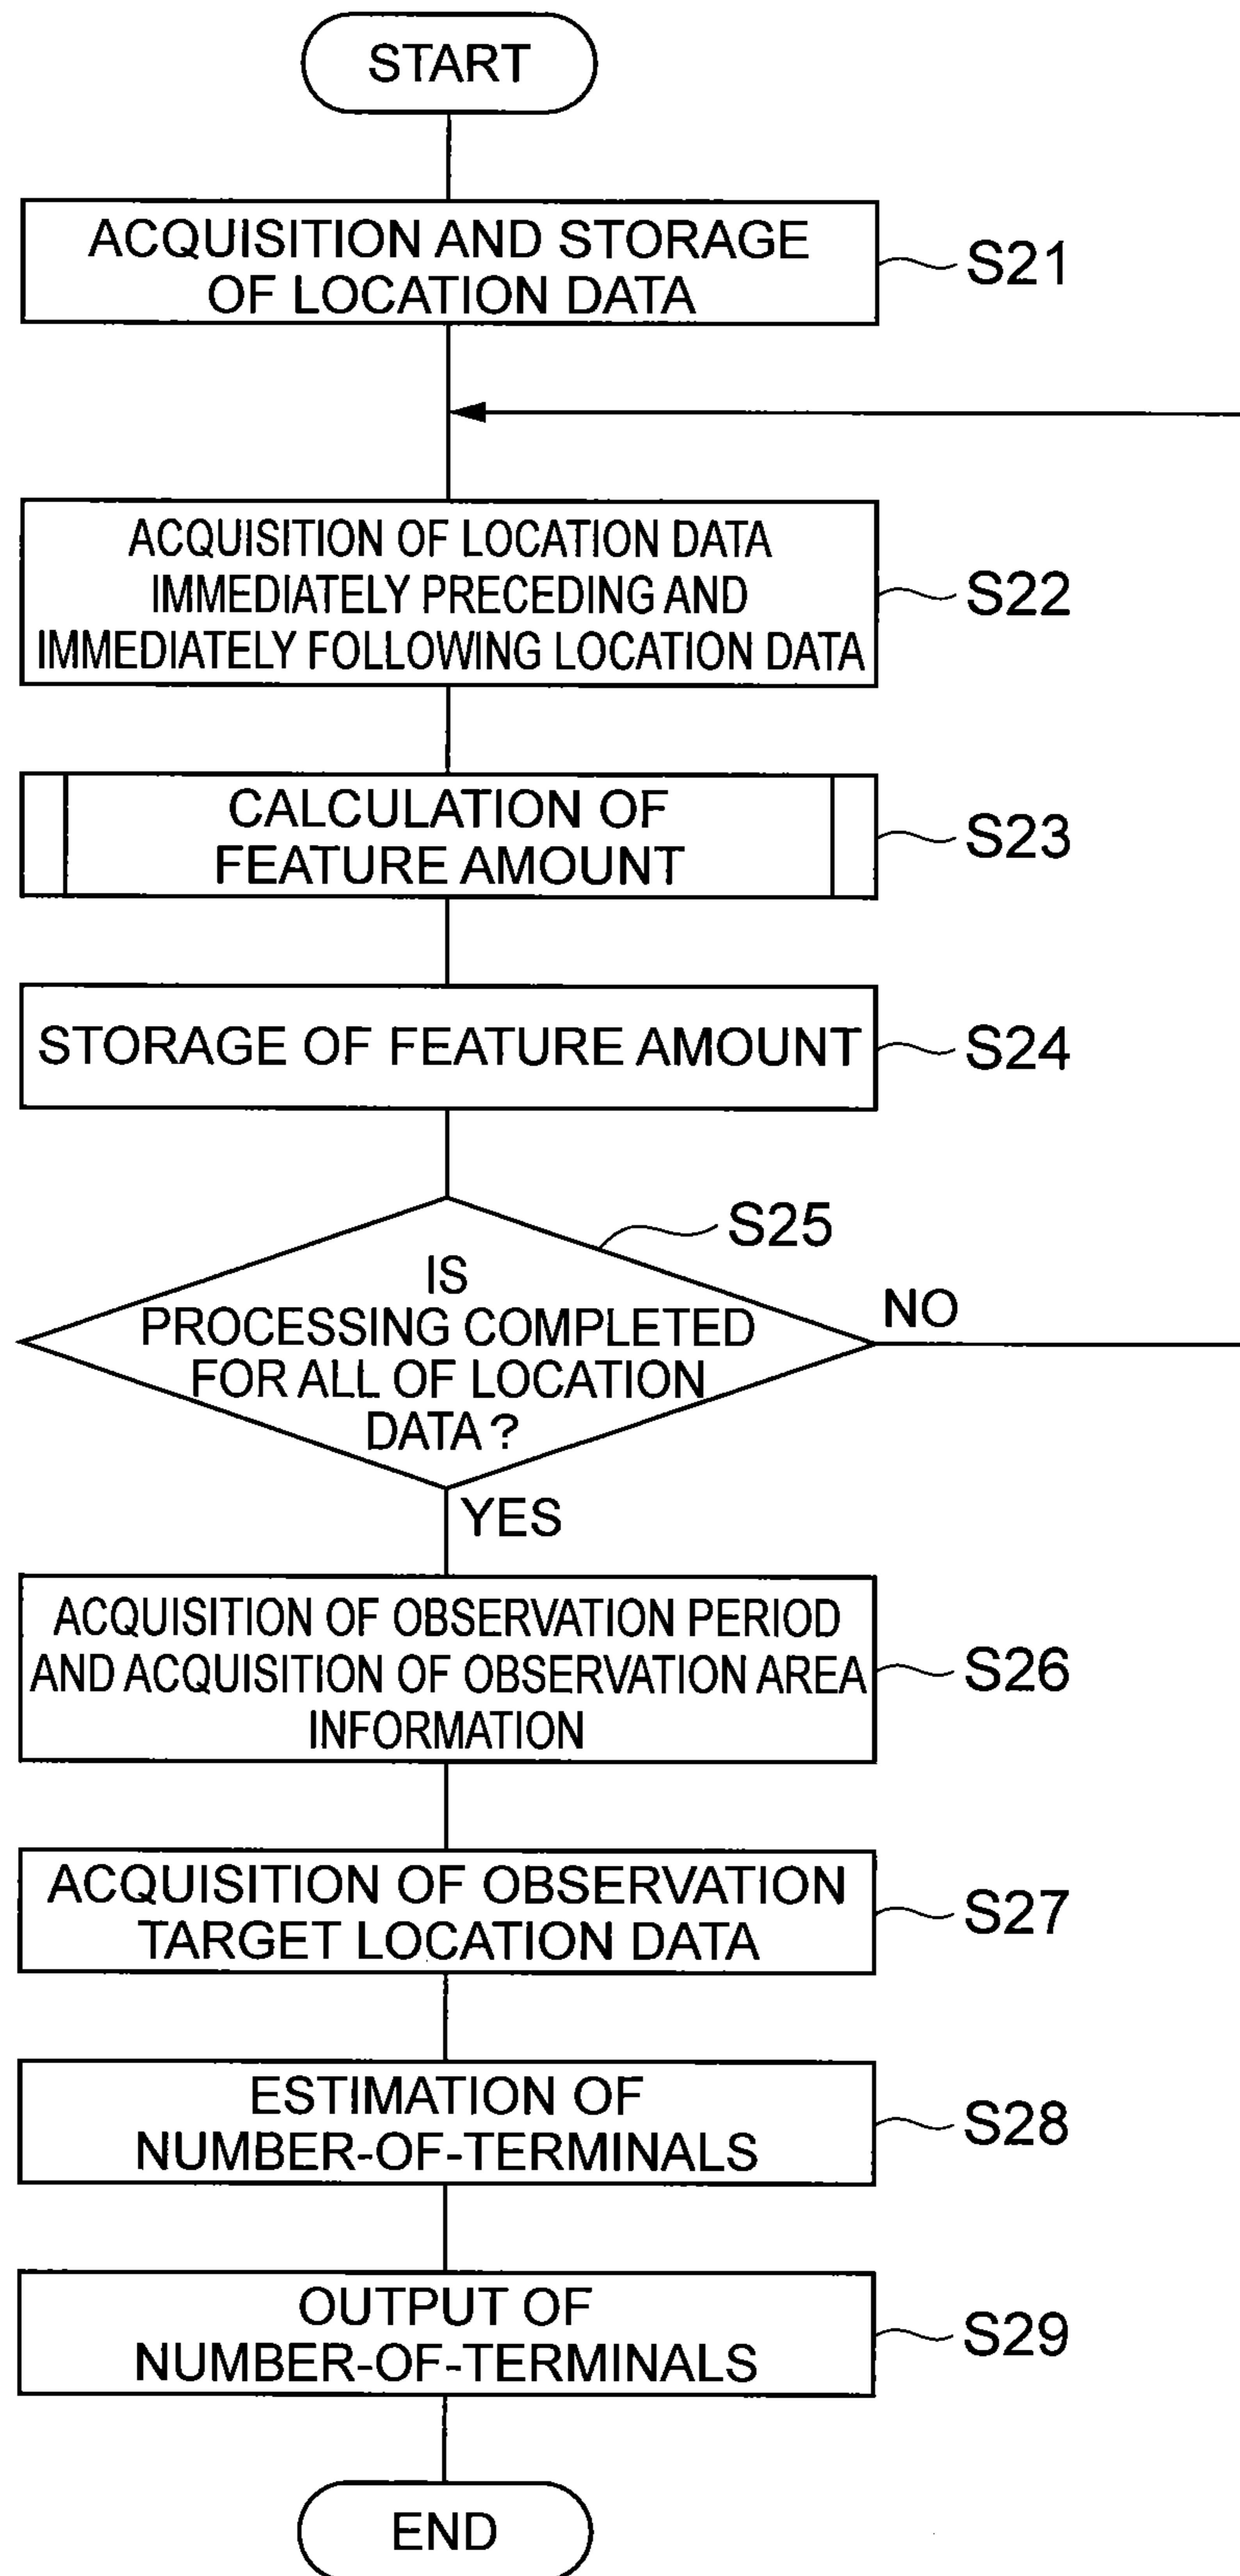 START
ACQUISITION AND STORAGE
OF LOCATION DATA
S21
ACQUISITION OF LOCATION DATA
IMMEDIATELY PRECEDING AND
IMMEDIATELY FOLLOWING LOCATION DATA
S22
CALCULATION OF
FEATURE AMOUNT
S23
STORAGE OF FEATURE AMOUNT
S24
S25
IS
PROCESSING COMPLETED
FOR ALL OF LOCATION
DATA ?
NO
YES
ACQUISITION OF OBSERVATION PERIOD
AND ACQUISITION OF OBSERVATION AREA
INFORMATION
S26
ACQUISITION OF OBSERVATION
TARGET LOCATION DATA
S27
ESTIMATION OF
NUMBER-OF-TERMINALS
S28
OUTPUT OF
NUMBER-OF-TERMINALS
S29
END